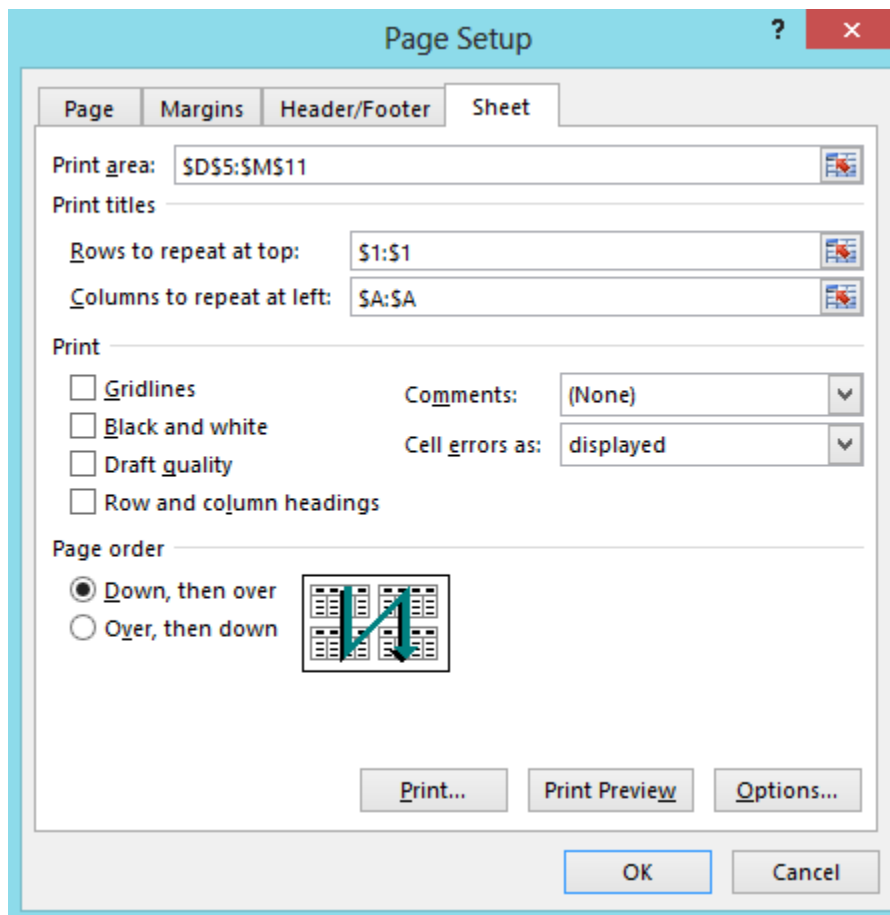 Page Setup ? ×
Page Margins Header/Footer Sheet
Print area: $D$5:$M$11
Print titles
Rows to repeat at top: $1:$1
Columns to repeat at left: $A:$A
Print
Gridlines Comments: (None)
Black and white
Cell errors as: displayed
Draft quality
Row and column headings
Page order
Down, then over
Over, then down
Print... Print Preview Options...
OK Cancel